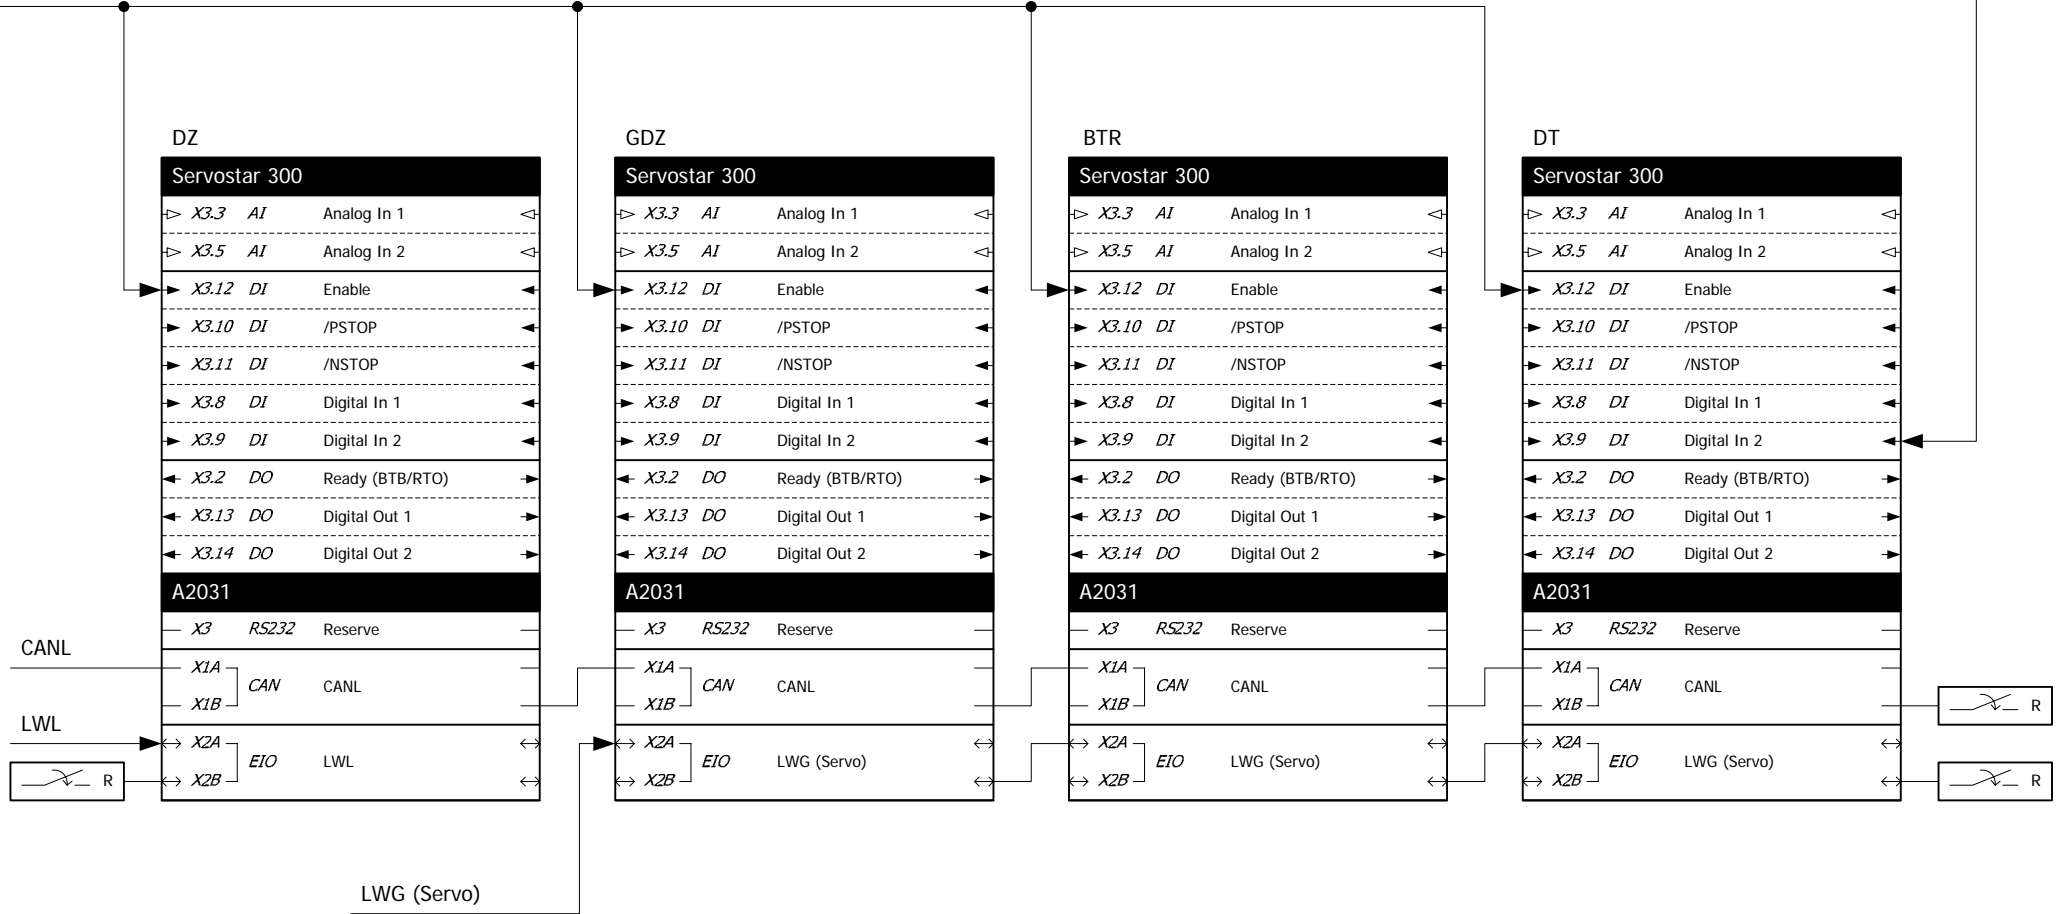 DZ GDZ BTR DT
Servostar 300 Servostar 300 Servostar 300 Servostar 300
X3.3 AI Analog In 1 X3.3 AI Analog In 1 X3.3 AI Analog In 1 X3.3 AI Analog In 1
X3.5 AI Analog In 2 X3.5 AI Analog In 2 X3.5 AI Analog In 2 X3.5 AI Analog In 2
X3.12 DI Enable X3.12 DI Enable X3.12 DI Enable X3.12 DI Enable
X3.10 DI /PSTOP X3.10 DI /PSTOP X3.10 DI /PSTOP X3.10 DI /PSTOP
X3.11 DI /NSTOP X3.11 DI /NSTOP X3.11 DI /NSTOP X3.11 DI /NSTOP
X3.8 DI Digital In 1 X3.8 DI Digital In 1 X3.8 DI Digital In 1 X3.8 DI Digital In 1
X3.9 DI Digital In 2 X3.9 DI Digital In 2 X3.9 DI Digital In 2 X3.9 DI Digital In 2
X3.2 DO Ready (BTB/RTO) X3.2 DO Ready (BTB/RTO) X3.2 DO Ready (BTB/RTO) X3.2 DO Ready (BTB/RTO)
X3.13 DO Digital Out 1 X3.13 DO Digital Out 1 X3.13 DO Digital Out 1 X3.13 DO Digital Out 1
X3.14 DO Digital Out 2 X3.14 DO Digital Out 2 X3.14 DO Digital Out 2 X3.14 DO Digital Out 2
A2031 A2031 A2031 A2031
X3 RS232 Reserve X3 RS232 Reserve X3 RS232 Reserve X3 RS232 Reserve
CANL
X1A X1A X1A X1A
CAN CANL CAN CANL CAN CANL CAN CANL
X1B X1B X1B X1B R
LWL
X2A X2A X2A X2A
EIO LWL EIO LWG (Servo) EIO LWG (Servo) EIO LWG (Servo)
R X2B X2B X2B X2B R
LWG (Servo)